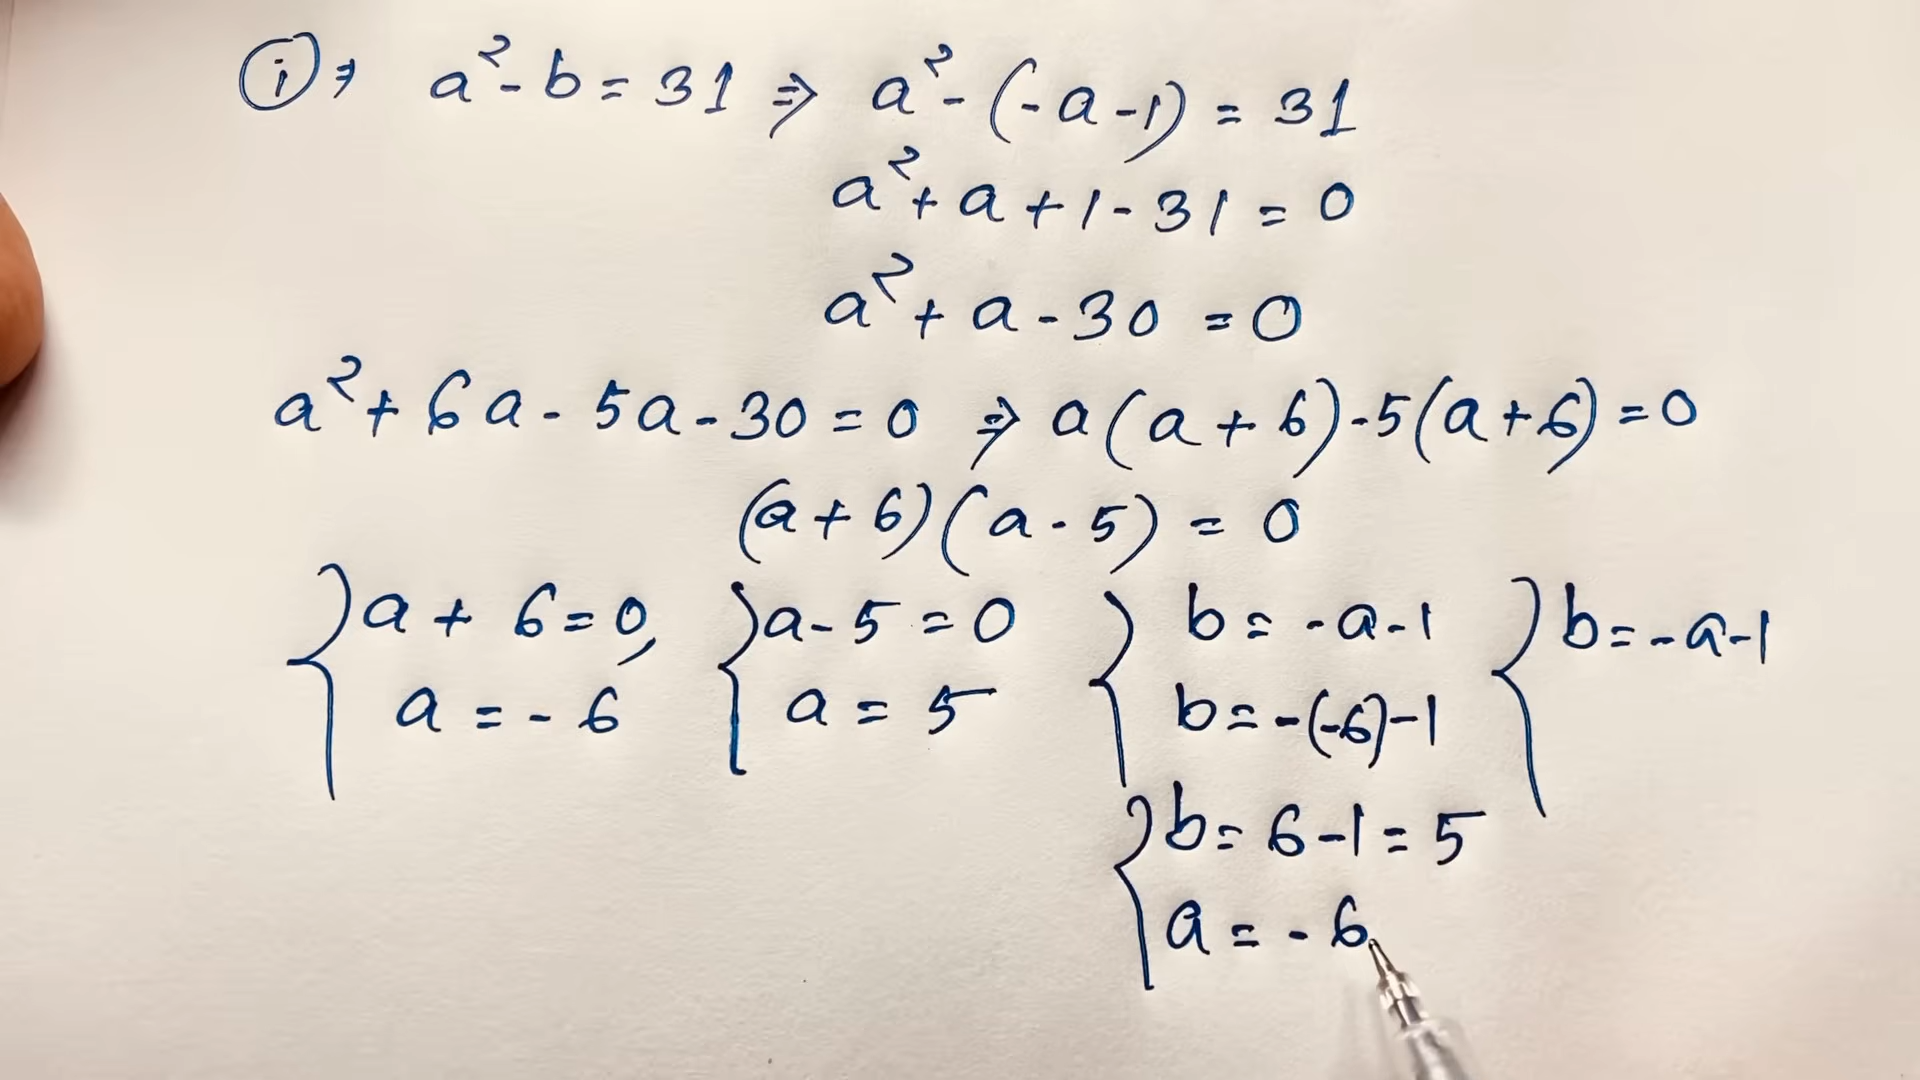 (i) ⇒ a² - b = 31 ⇒ a² - (-a - 1) = 31
a² + a + 1 - 31 = 0
a² + a - 30 = 0
a² + 6a - 5a - 30 = 0 ⇒ a(a + 6) - 5(a + 6) = 0
(a + 6)(a - 5) = 0
{ a + 6 = 0, { a - 5 = 0 { b = -a - 1 { b = -a - 1
a = -6 a = 5 b = -(-6) - 1
{ b = 6 - 1 = 5
a = -6